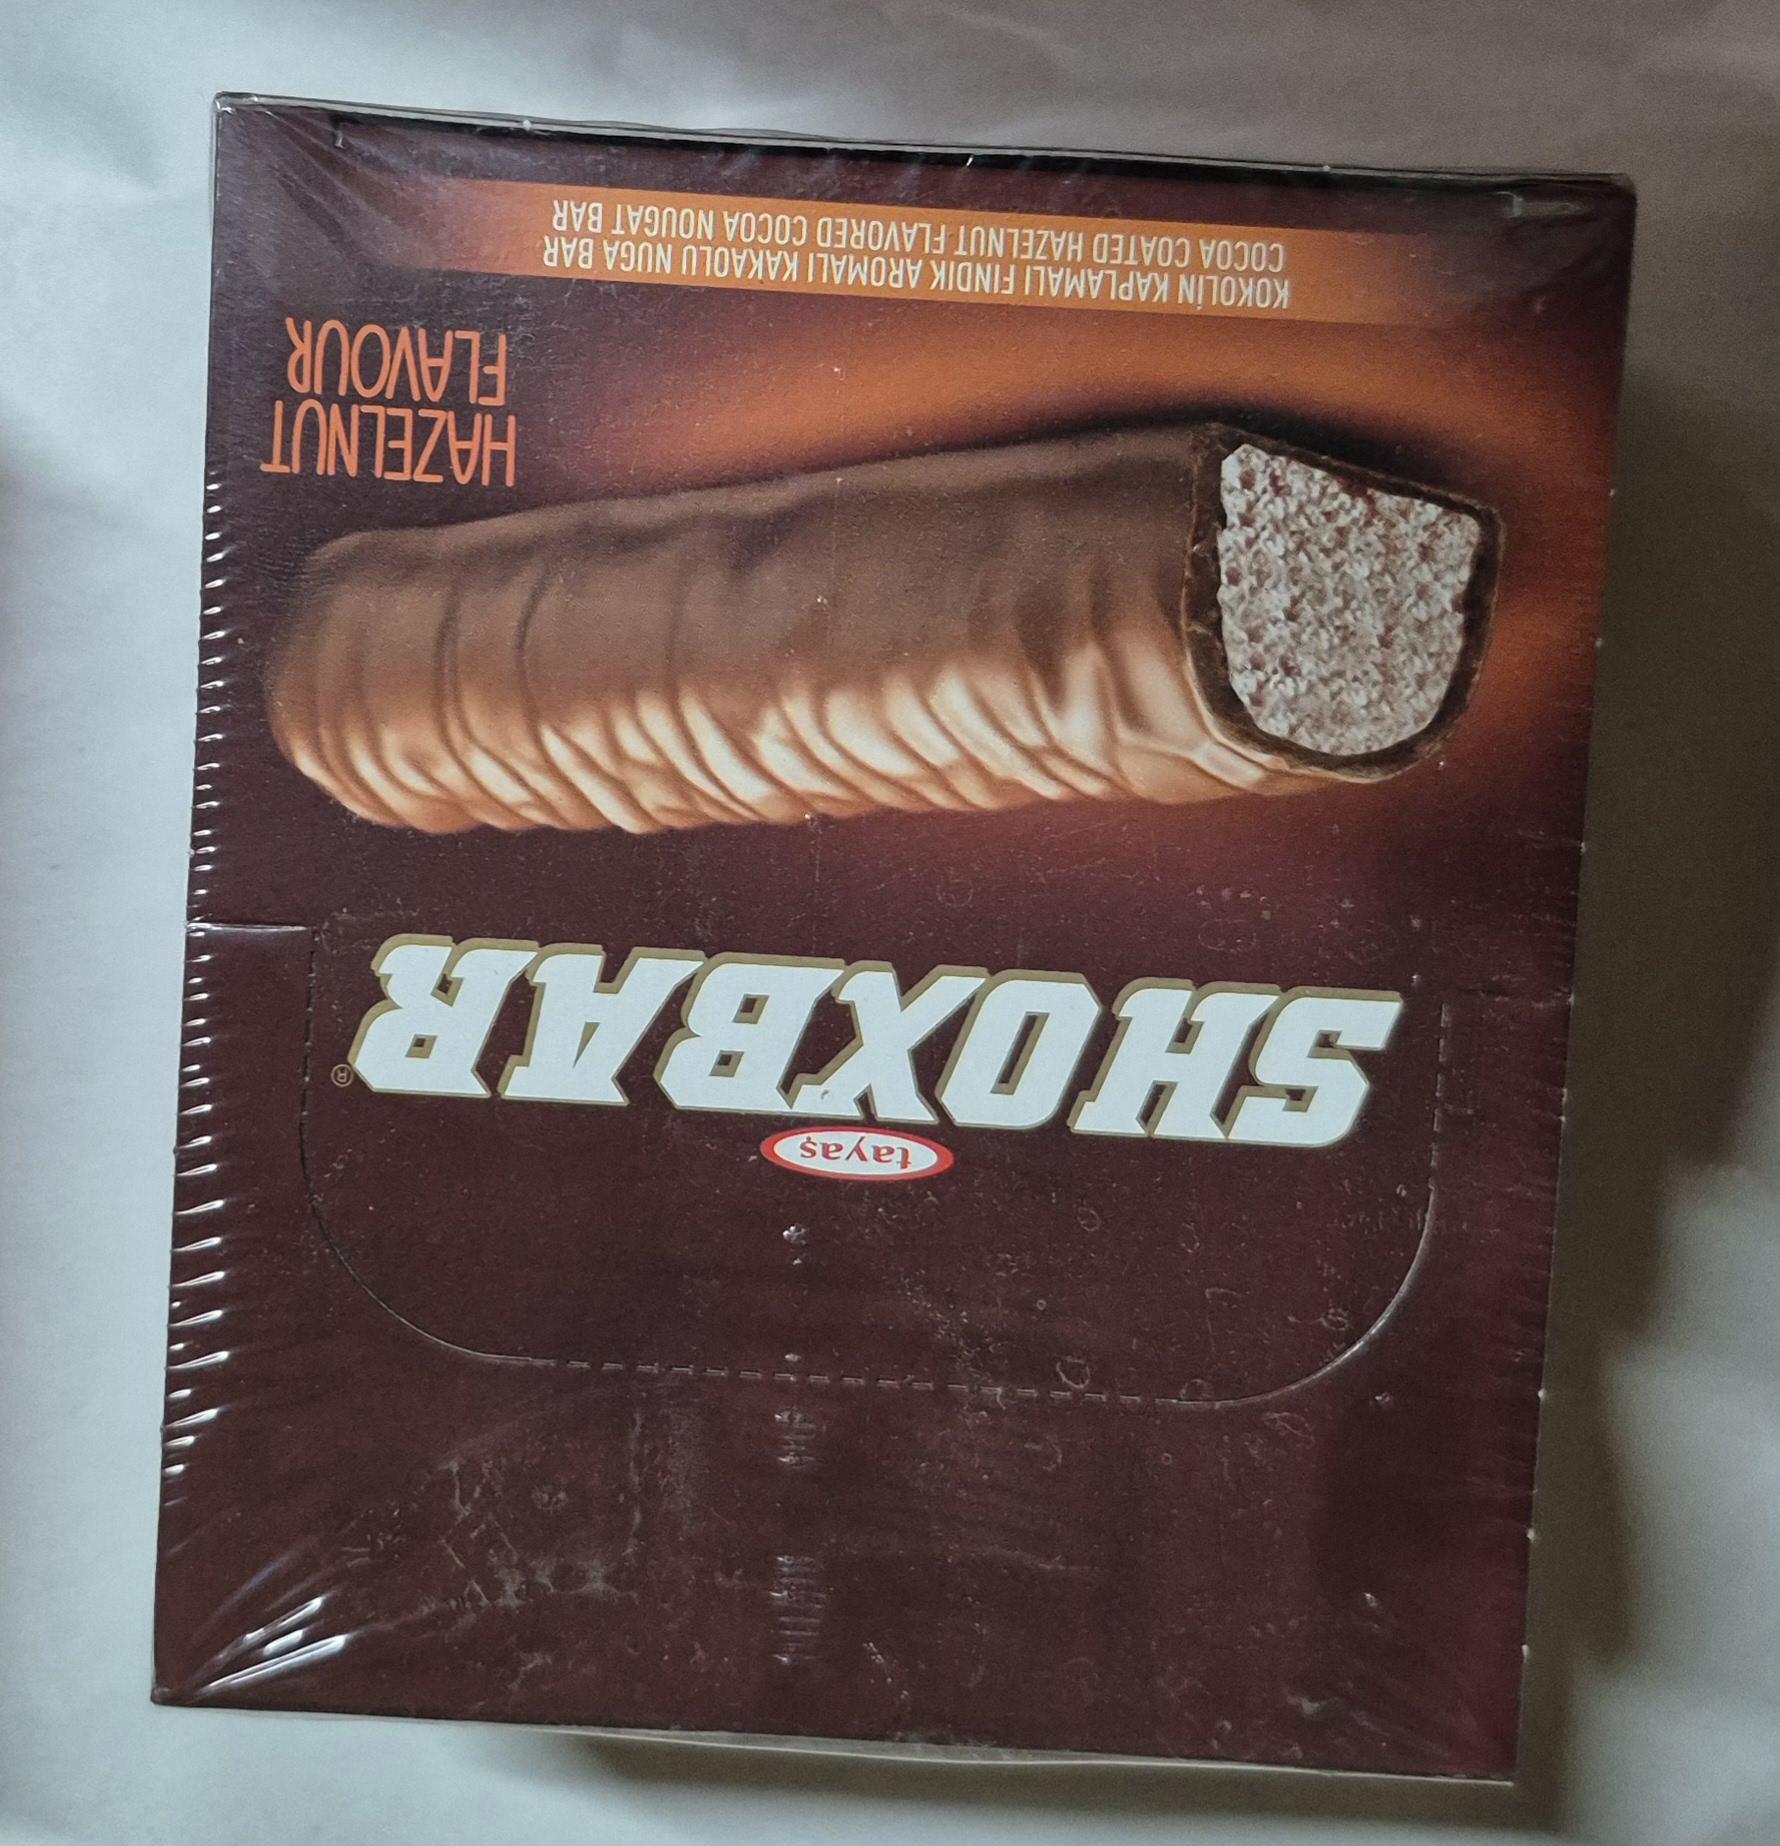 tayaş
SHOXBAR®
HAZELNUT
FLAVOUR
KOKOLİN KAPLAMALI FINDIK AROMALI KAKAOLU NUGA BAR
COCOA COATED HAZELNUT FLAVORED COCOA NOUGAT BAR